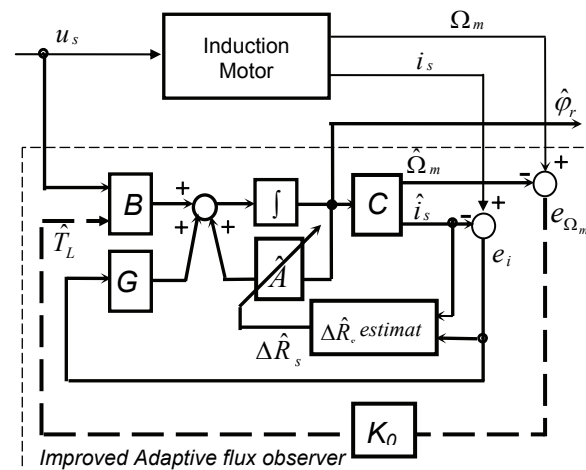 u_s
Induction
Motor
Ω_m
i_s
φ̂_r
Ω̂_m
+
-
B
+
+
+
∫
C
î_s
-
+
e_Ω_m
T̂_L
G
Â
e_i
ΔR̂_s
ΔR̂_s estimat
K_0
Improved Adaptive flux observer